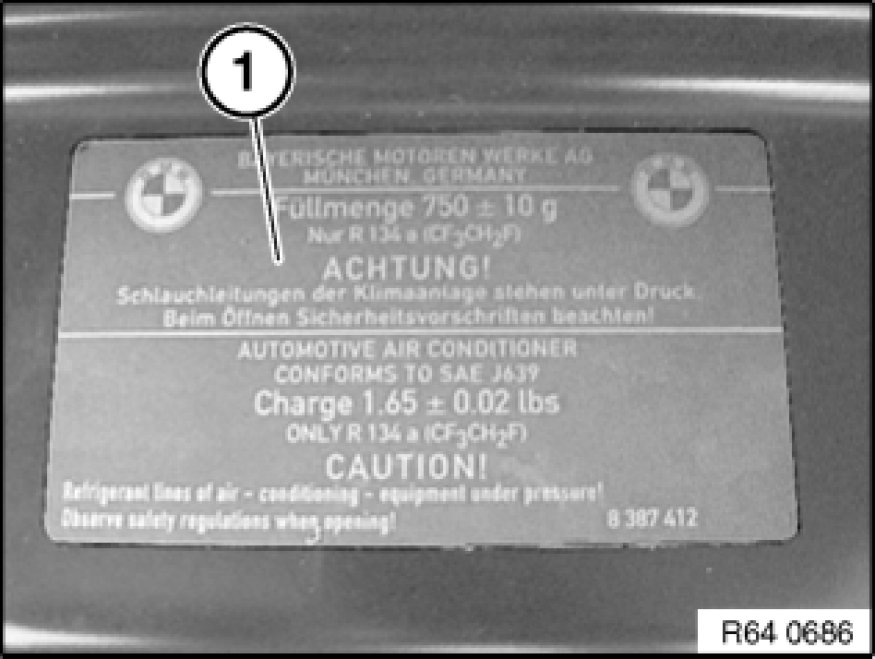 1
BAYERISCHE MOTOREN WERKE AG
MÜNCHEN, GERMANY
Füllmenge 750 ± 10 g
Nur R 134 a (CF3CH2F)
ACHTUNG!
Schlauchleitungen der Klimaanlage stehen unter Druck.
Beim Öffnen Sicherheitsvorschriften beachten!
AUTOMOTIVE AIR CONDITIONER
CONFORMS TO SAE J639
Charge 1.65 ± 0.02 lbs
ONLY R 134 a (CF3CH2F)
CAUTION!
Refrigerant lines of air - conditioning - equipment under pressure!
Observe safety regulations when opening!
8 387 412
R64 0686